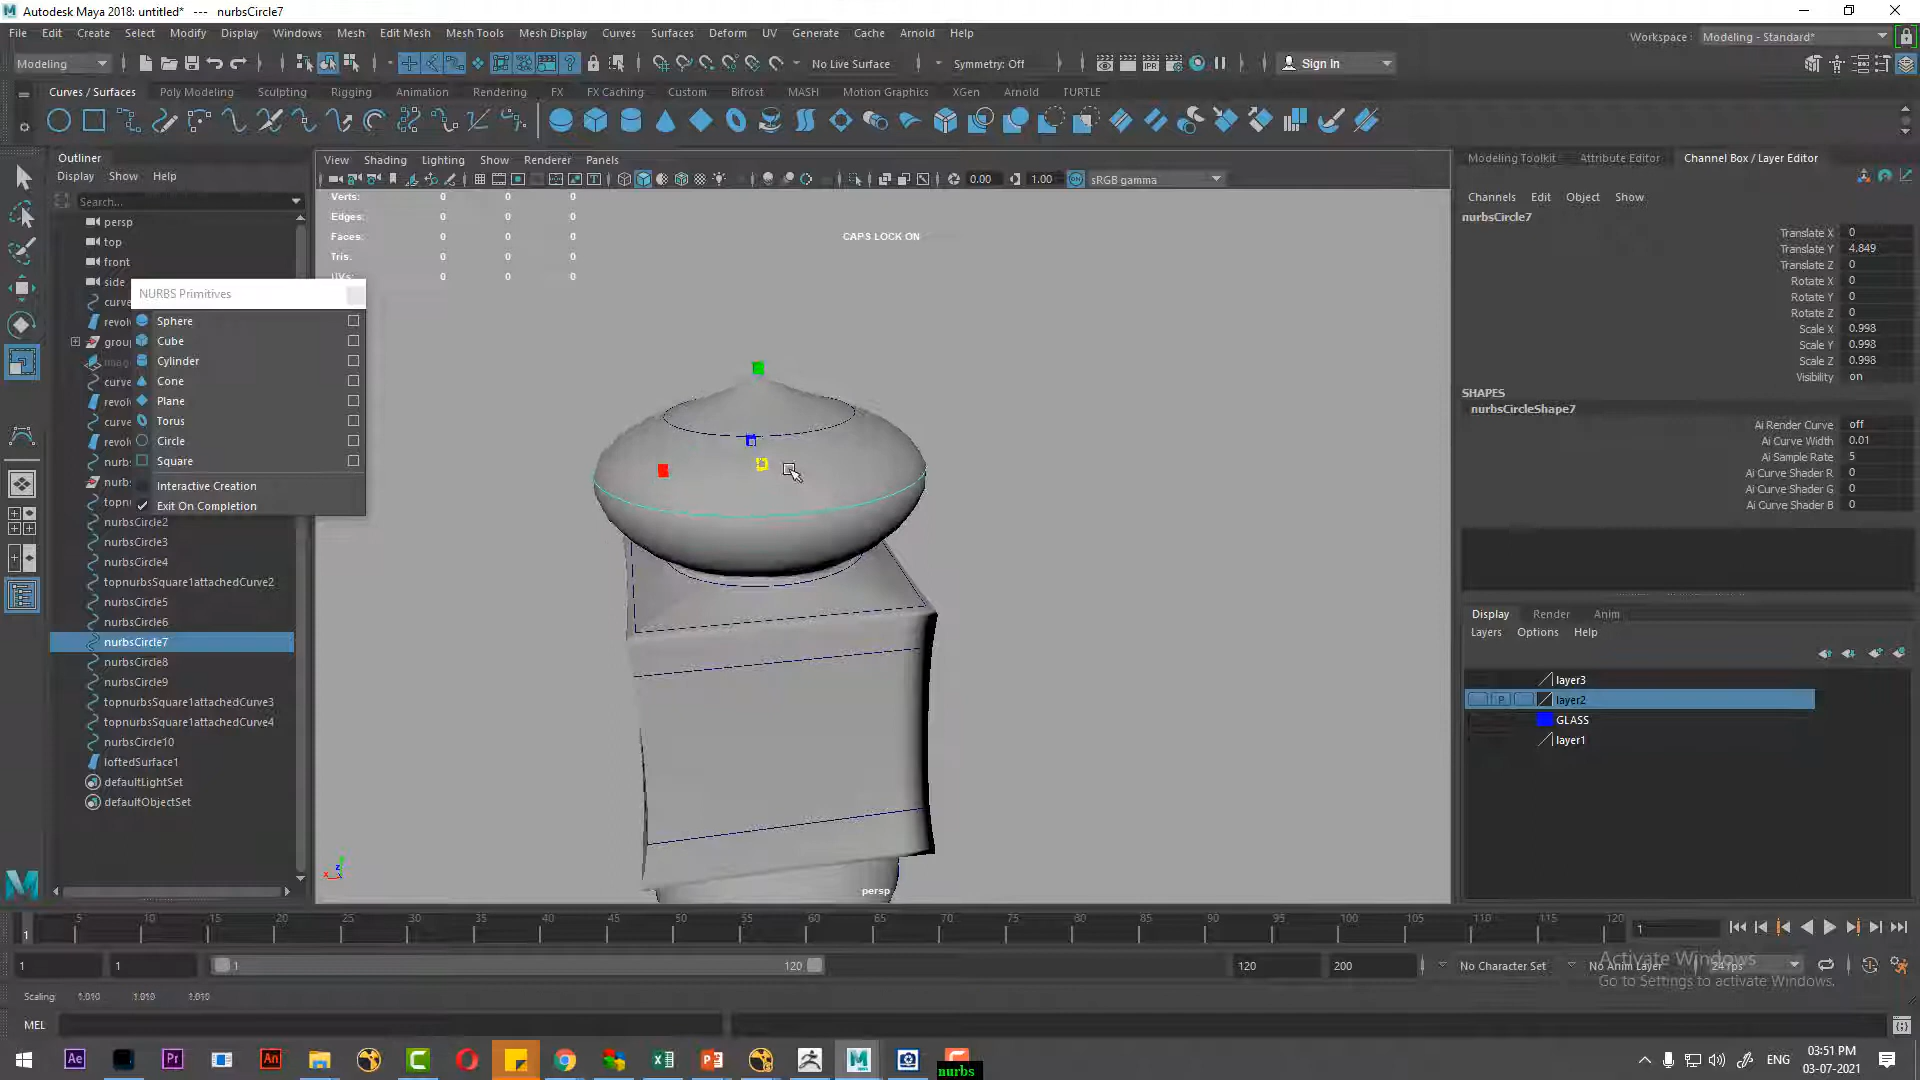 Autodesk Maya 2018: untitled*   ---   nurbsCircle7
File Edit Create Select Modify Display Windows Mesh Edit Mesh Mesh Tools Mesh Display Curves Surfaces Deform UV Generate Cache Arnold Help
Workspace : Modeling - Standard*
Modeling No Live Surface Symmetry: Off Sign In
Curves / Surfaces Poly Modeling Sculpting Rigging Animation Rendering FX FX Caching Custom Bifrost MASH Motion Graphics XGen Arnold TURTLE
Outliner
Display Show Help
Search...
persp
top
front
side
NURBS Primitives
Sphere
Cube
Cylinder
Cone
Plane
Torus
Circle
Square
Interactive Creation
Exit On Completion
nurbsCircle2
nurbsCircle3
nurbsCircle4
topnurbsSquare1attachedCurve2
nurbsCircle5
nurbsCircle6
nurbsCircle7
nurbsCircle8
nurbsCircle9
topnurbsSquare1attachedCurve3
topnurbsSquare1attachedCurve4
nurbsCircle10
loftedSurface1
defaultLightSet
defaultObjectSet
View Shading Lighting Show Renderer Panels
0.00 1.00 sRGB gamma
Verts: 0 0 0
Edges: 0 0 0
Faces: 0 0 0
Tris: 0 0 0
UVs: 0 0 0
CAPS LOCK ON
persp
Modeling Toolkit Attribute Editor Channel Box / Layer Editor
Channels Edit Object Show
nurbsCircle7
Translate X 0
Translate Y 4.849
Translate Z 0
Rotate X 0
Rotate Y 0
Rotate Z 0
Scale X 0.998
Scale Y 0.998
Scale Z 0.998
Visibility on
SHAPES
nurbsCircleShape7
Ai Render Curve off
Ai Curve Width 0.01
Ai Sample Rate 5
Ai Curve Shader R 0
Ai Curve Shader G 0
Ai Curve Shader B 0
Display Render Anim
Layers Options Help
layer3
P layer2
GLASS
layer1
5 10 15 20 25 30 35 40 45 50 55 60 65 70 75 80 85 90 95 100 105 110 115 120
1 1
1 1 1 120 120 200 No Character Set No Anim Layer 24 fps
Activate Windows
Go to Settings to activate Windows.
Scaling: 1.010 1.010 1.010
MEL
nurbs
ENG
03:51 PM
03-07-2021